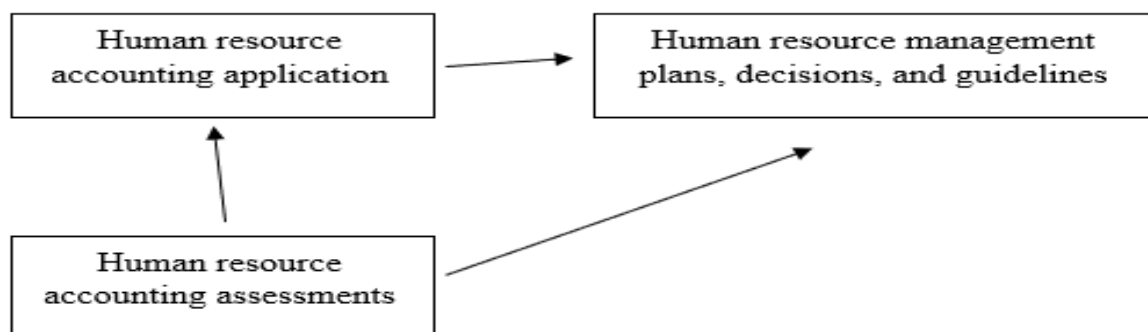 Human resource
accounting application
Human resource management
plans, decisions, and guidelines
Human resource
accounting assessments